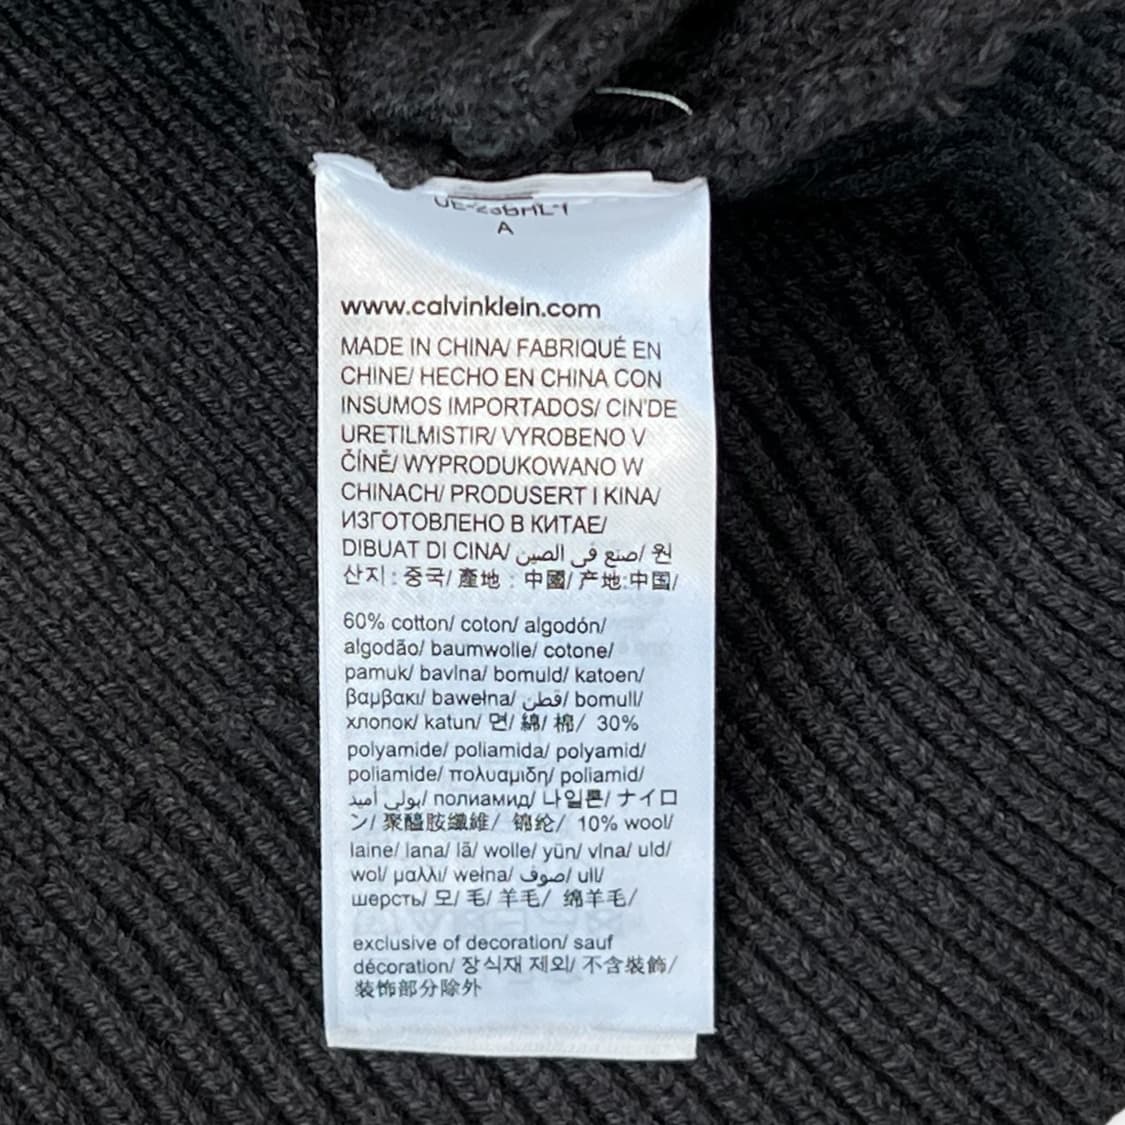 A
www.calvinklein.com
MADE IN CHINA/ FABRIQUÉ EN
CHINE/ HECHO EN CHINA CON
INSUMOS IMPORTADOS/ CIN'DE
URETILMISTIR/ VYROBENO V
ČÍNĚ/ WYPRODUKOWANO W
CHINACH/ PRODUSERT I KINA/
ИЗГОТОВЛЕНО В КИТАЕ/
DIBUAT DI CINA/ صنع في الصين/ 원
산지 : 중국/ 產地 : 中國/ 产地:中国/
60% cotton/ coton/ algodón/
algodão/ baumwolle/ cotone/
pamuk/ bavlna/ bomuld/ katoen/
βαμβακι/ bawełna/ قطن/ bomull/
хлопок/ katun/ 면/ 綿/ 棉/ 30%
polyamide/ poliamida/ polyamid/
poliamide/ πολυαμιδη/ poliamid/
بولي أميد/ полиамид/ 나일론/ ナイロ
ン/ 聚醯胺纖維/ 锦纶/ 10% wool/
laine/ lana/ lã/ wolle/ yün/ vlna/ uld/
wol/ μαλλι/ wełna/ صوف/ ull/
шерсть/ 모/ 毛/ 羊毛/ 绵羊毛/
exclusive of decoration/ sauf
décoration/ 장식재 제외/ 不含裝飾/
装饰部分除外